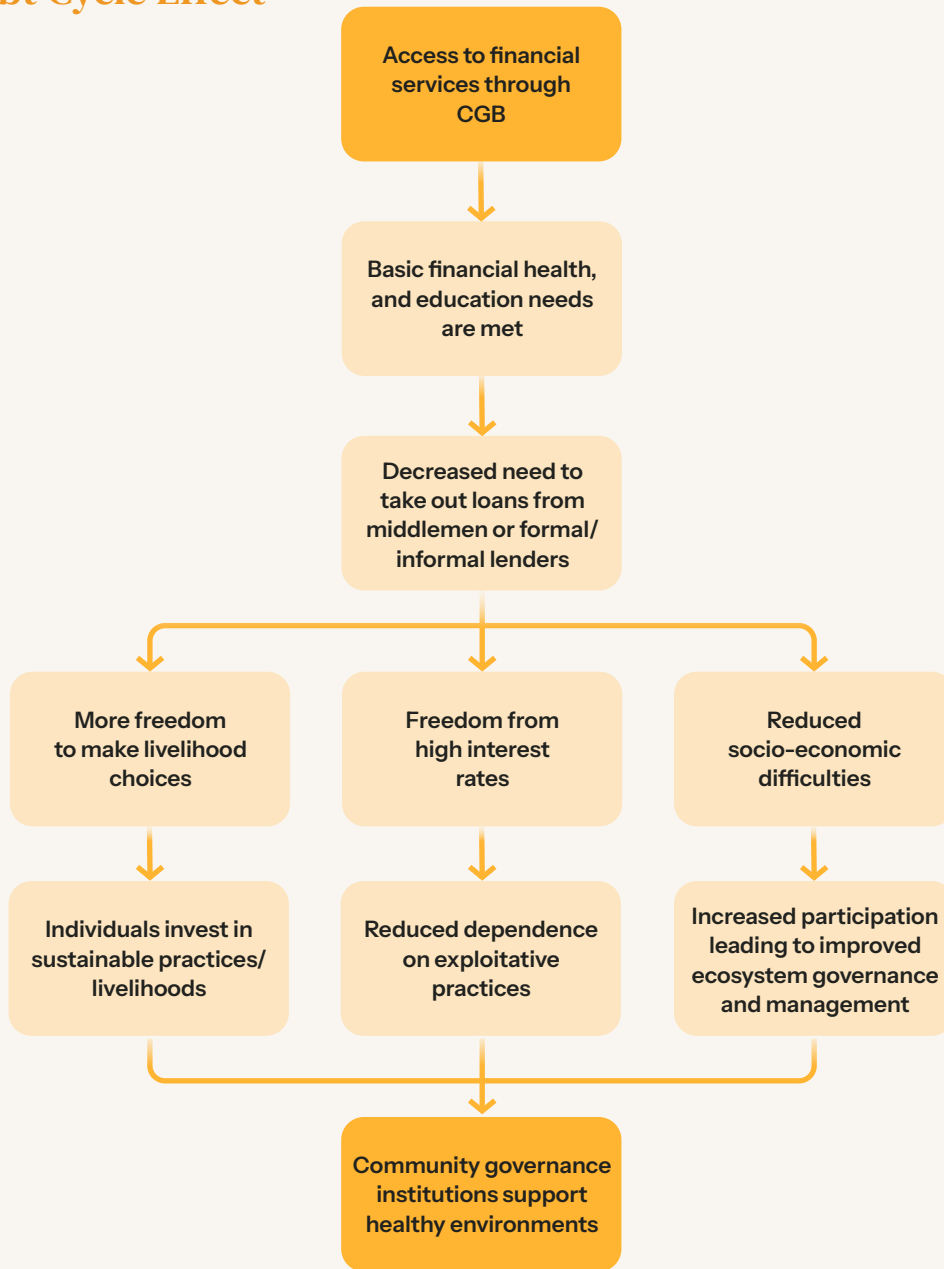 Cycle Effect
Access to financial
services through
CGB
Basic financial health,
and education needs
are met
Decreased need to
take out loans from
middlemen or formal/
informal lenders
More freedom
to make livelihood
choices
Freedom from
high interest
rates
Reduced
socio-economic
difficulties
Individuals invest in
sustainable practices/
livelihoods
Reduced dependence
on exploitative
practices
Increased participation
leading to improved
ecosystem governance
and management
Community governance
institutions support
healthy environments